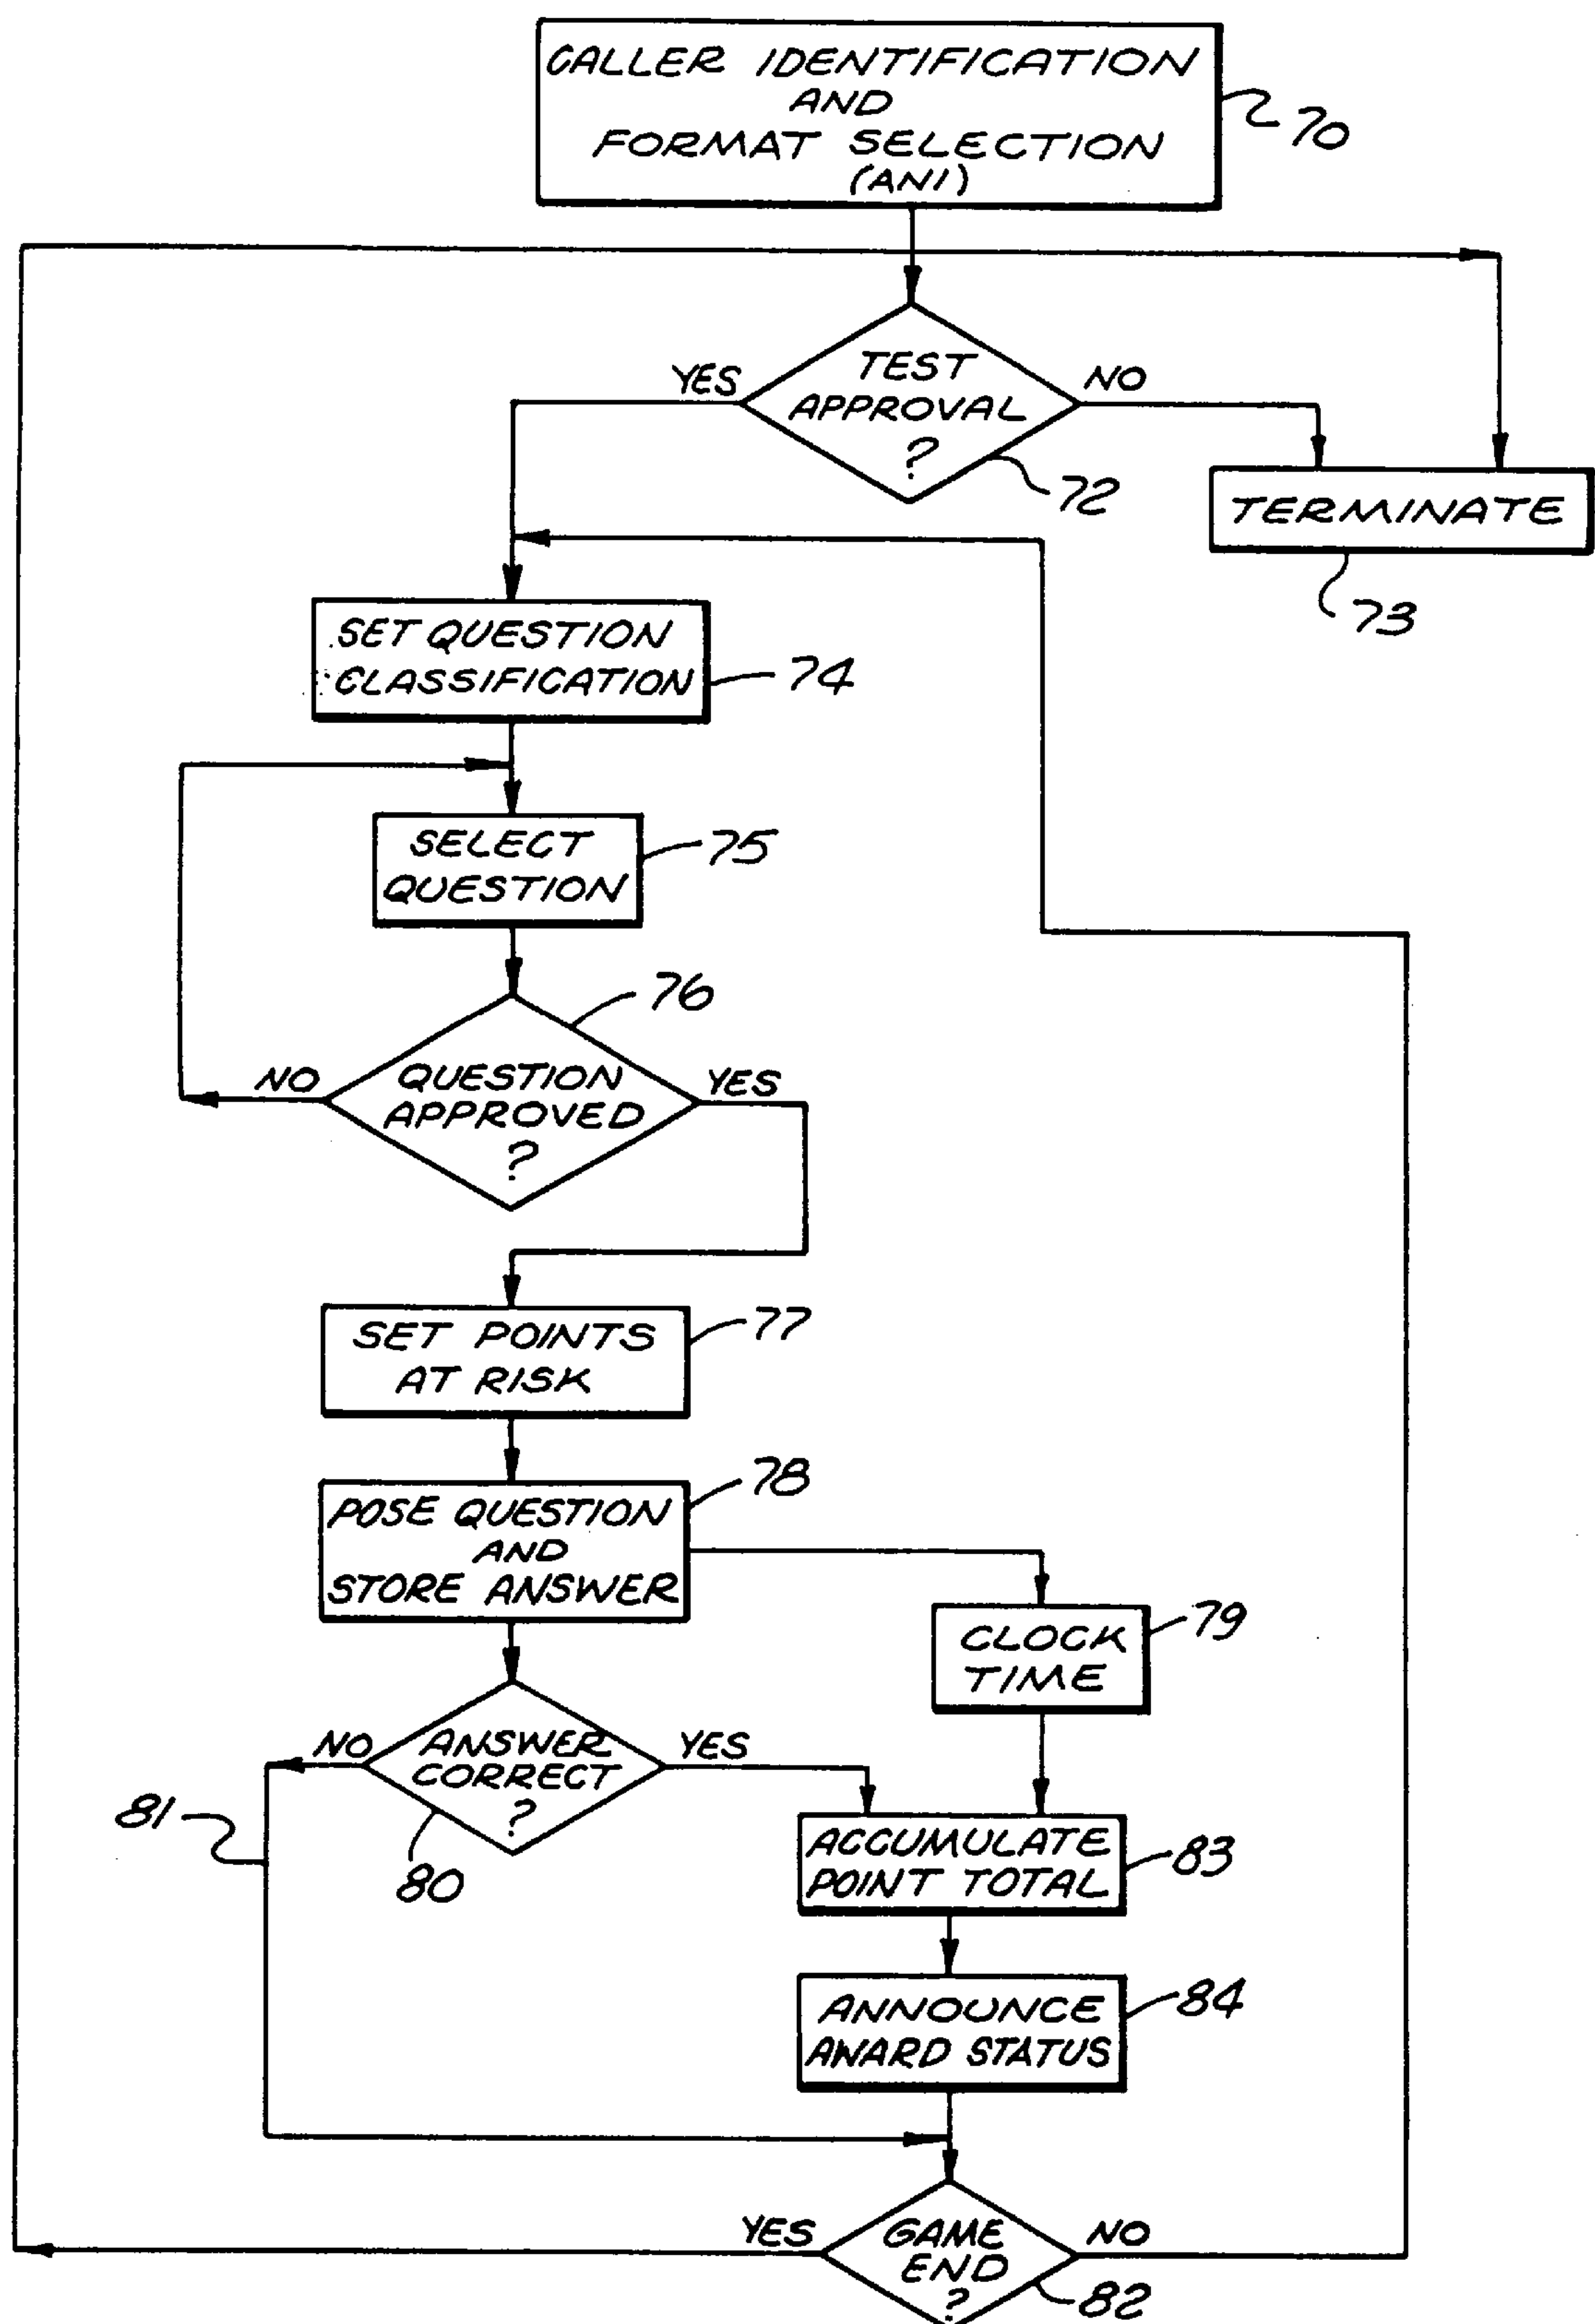 CALLER IDENTIFICATION
AND
FORMAT SELECTION
(ANI)
70
TEST
APPROVAL
?
YES
NO
72
TERMINATE
73
SET QUESTION
CLASSIFICATION
74
SELECT
QUESTION
75
76
NO
QUESTION
APPROVED
?
YES
SET POINTS
AT RISK
77
POSE QUESTION
AND
STORE ANSWER
78
CLOCK
TIME
79
NO
ANSWER
CORRECT
?
YES
81
80
ACCUMULATE
POINT TOTAL
83
ANNOUNCE
AWARD STATUS
84
YES
GAME
END
?
NO
82